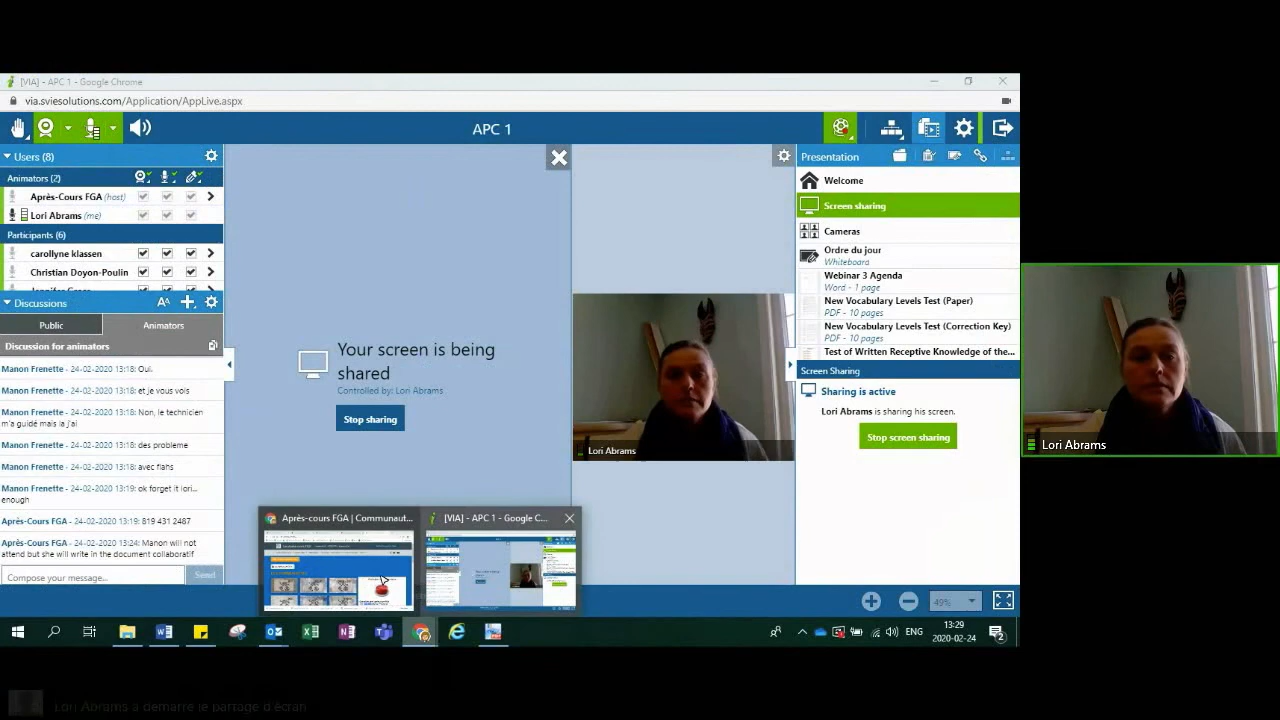 [VIA] - APC 1 - Google Chrome
via.sviesolutions.com/Application/AppLive.aspx
APC 1
Users (8)
Animators (2)
Après-Cours FGA (host)
Lori Abrams (me)
Participants (6)
carollyne klassen
Christian Doyon-Poulin
Discussions
AA
Public
Animators
Discussion for animators
Manon Frenette - 24-02-2020 13:18: Oui.
Manon Frenette - 24-02-2020 13:18: et je vous vois
Manon Frenette - 24-02-2020 13:18: Non, le technicien
m'a guidé mais la j'ai
Manon Frenette - 24-02-2020 13:18: des probleme
Manon Frenette - 24-02-2020 13:18: avec flahs
Manon Frenette - 24-02-2020 13:19: ok forget it lori...
enough
Après-Cours FGA - 24-02-2020 13:19: 819 431 2487
Après-Cours FGA - 24-02-2020 13:24: Manon will not
attend but she will write in the document collaboratif
Compose your message...
Send
Your screen is being
shared
Controlled by: Lori Abrams
Stop sharing
Lori Abrams
Presentation
Welcome
Screen sharing
Cameras
Ordre du jour
Whiteboard
Webinar 3 Agenda
Word - 1 page
New Vocabulary Levels Test (Paper)
PDF - 10 pages
New Vocabulary Levels Test (Correction Key)
PDF - 10 pages
Test of Written Receptive Knowledge of the...
Screen Sharing
Sharing is active
Lori Abrams is sharing his screen.
Stop screen sharing
Lori Abrams
Après-cours FGA | Communaut...
[VIA] - APC 1 - Google C...
49%
ENG
13:29
2020-02-24
2
Lori Abrams a démarré le partage d'écran